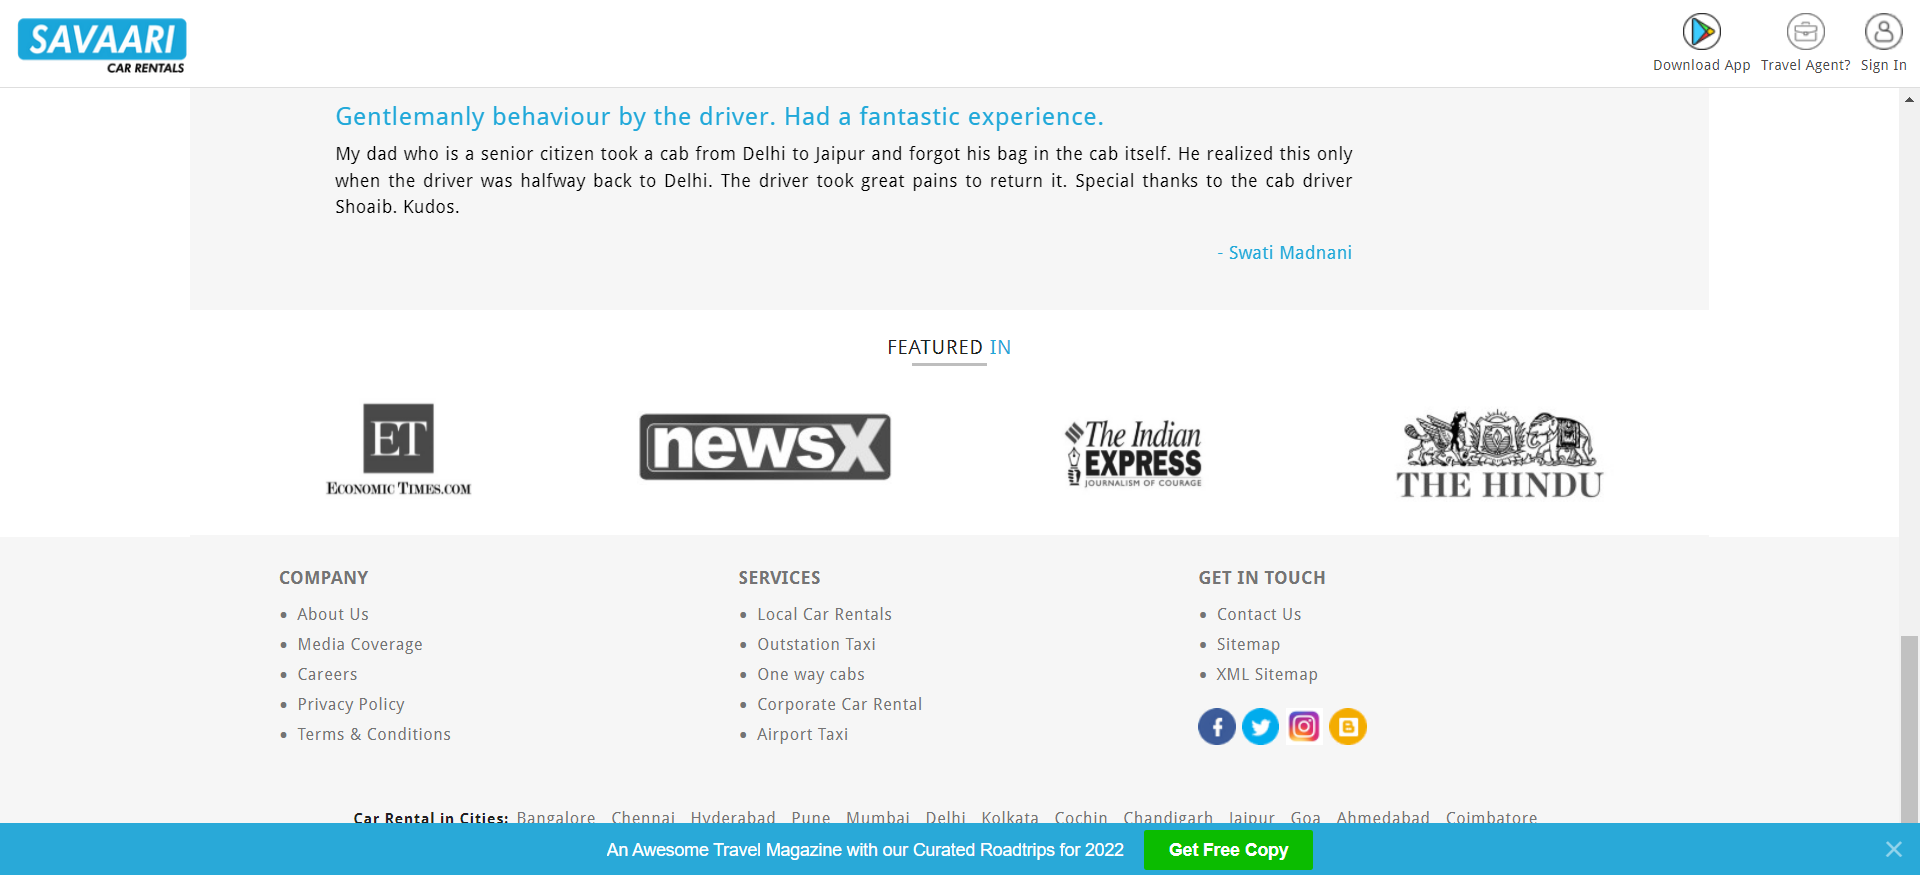 SAVAARI
CAR RENTALS
Download App
Travel Agent?
Sign In
Gentlemanly behaviour by the driver. Had a fantastic experience.
My dad who is a senior citizen took a cab from Delhi to Jaipur and forgot his bag in the cab itself. He realized this only
when the driver was halfway back to Delhi. The driver took great pains to return it. Special thanks to the cab driver
Shoaib. Kudos.
- Swati Madnani
FEATURED IN
ET
ECONOMIC TIMES.COM
newsX
The Indian
EXPRESS
JOURNALISM OF COURAGE
THE HINDU
COMPANY
• About Us
• Media Coverage
• Careers
• Privacy Policy
• Terms & Conditions
SERVICES
• Local Car Rentals
• Outstation Taxi
• One way cabs
• Corporate Car Rental
• Airport Taxi
GET IN TOUCH
• Contact Us
• Sitemap
• XML Sitemap
Car Rental in Cities: Bangalore Chennai Hyderabad Pune Mumbai Delhi Kolkata Cochin Chandigarh Jaipur Goa Ahmedabad Coimbatore
An Awesome Travel Magazine with our Curated Roadtrips for 2022
Get Free Copy